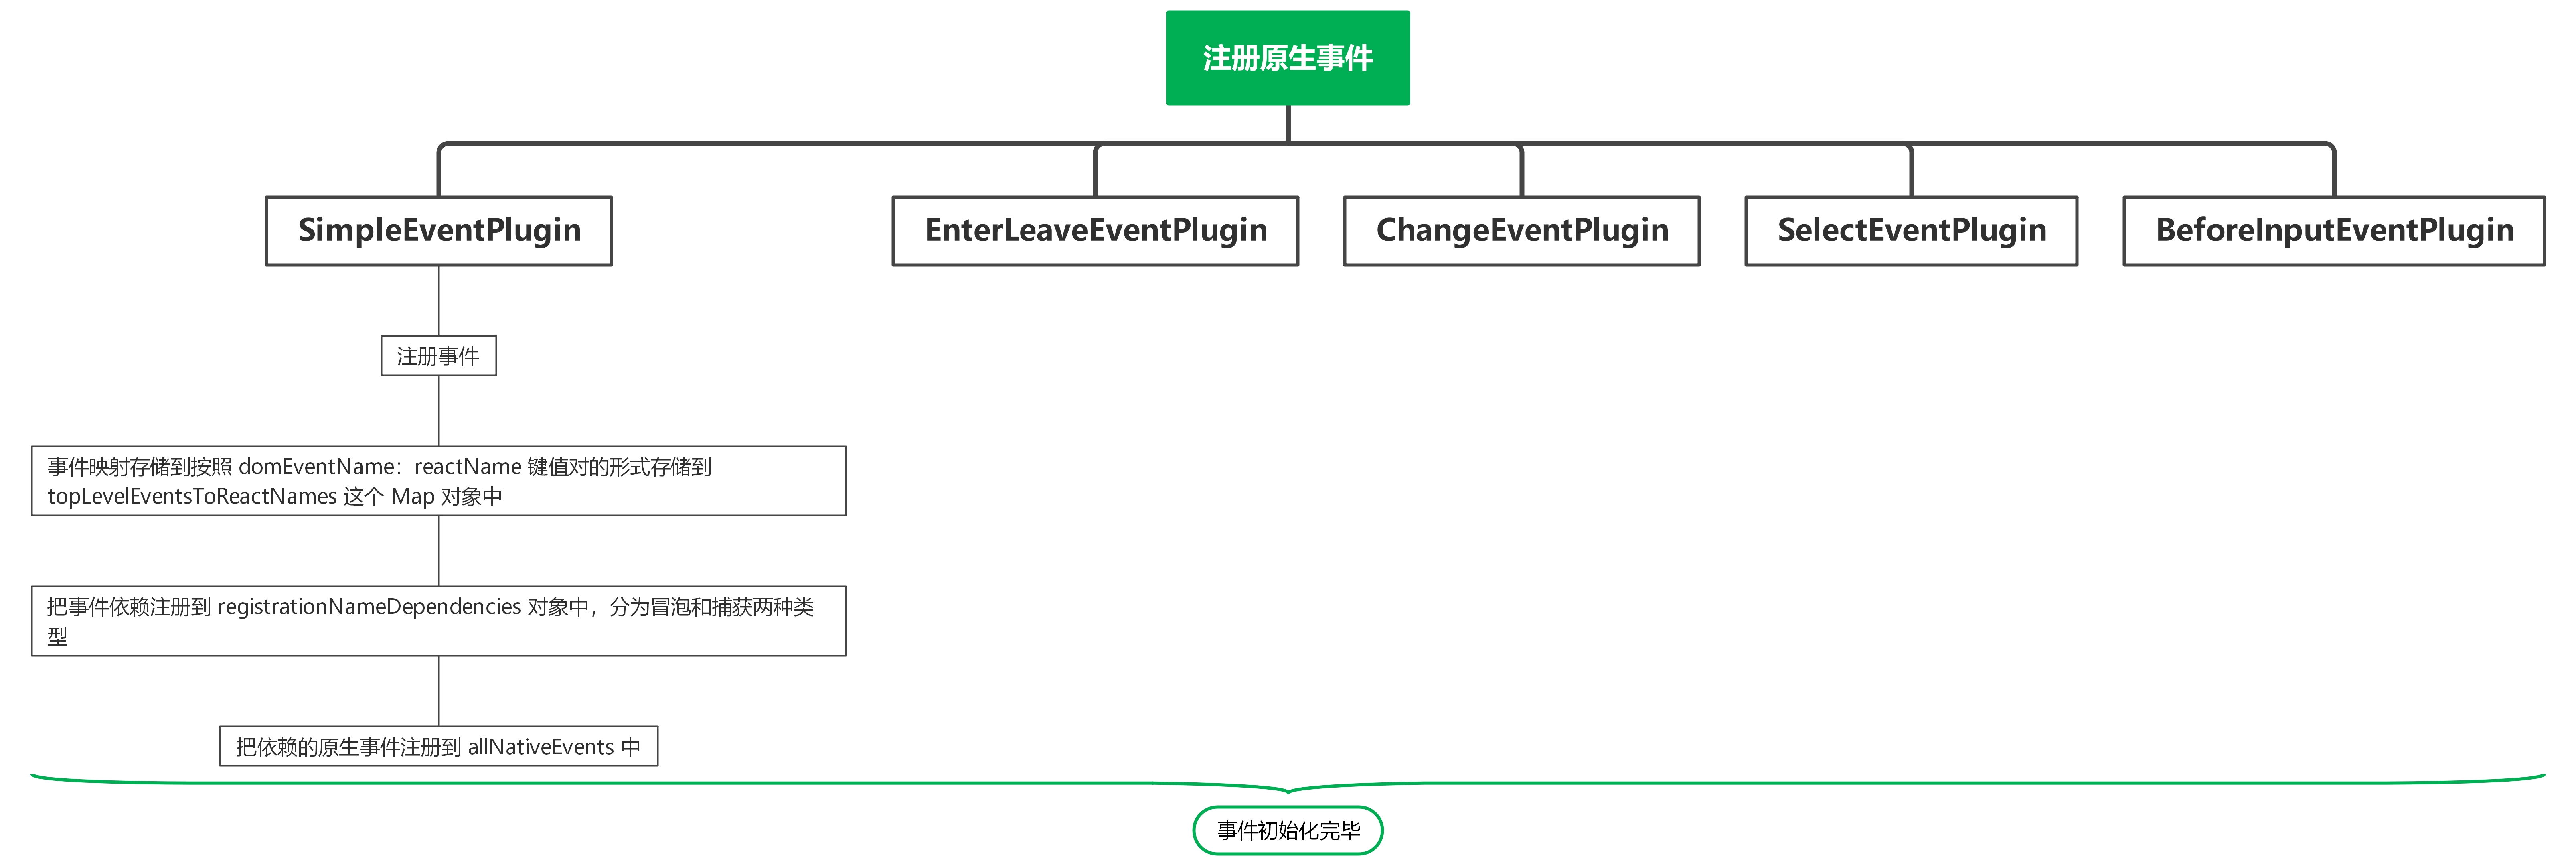 注册原生事件
SimpleEventPlugin
EnterLeaveEventPlugin
ChangeEventPlugin
SelectEventPlugin
BeforeInputEventPlugin
注册事件
事件映射存储到按照 domEventName：reactName 键值对的形式存储到
topLevelEventsToReactNames 这个 Map 对象中
把事件依赖注册到 registrationNameDependencies 对象中，分为冒泡和捕获两种类
型
把依赖的原生事件注册到 allNativeEvents 中
事件初始化完毕